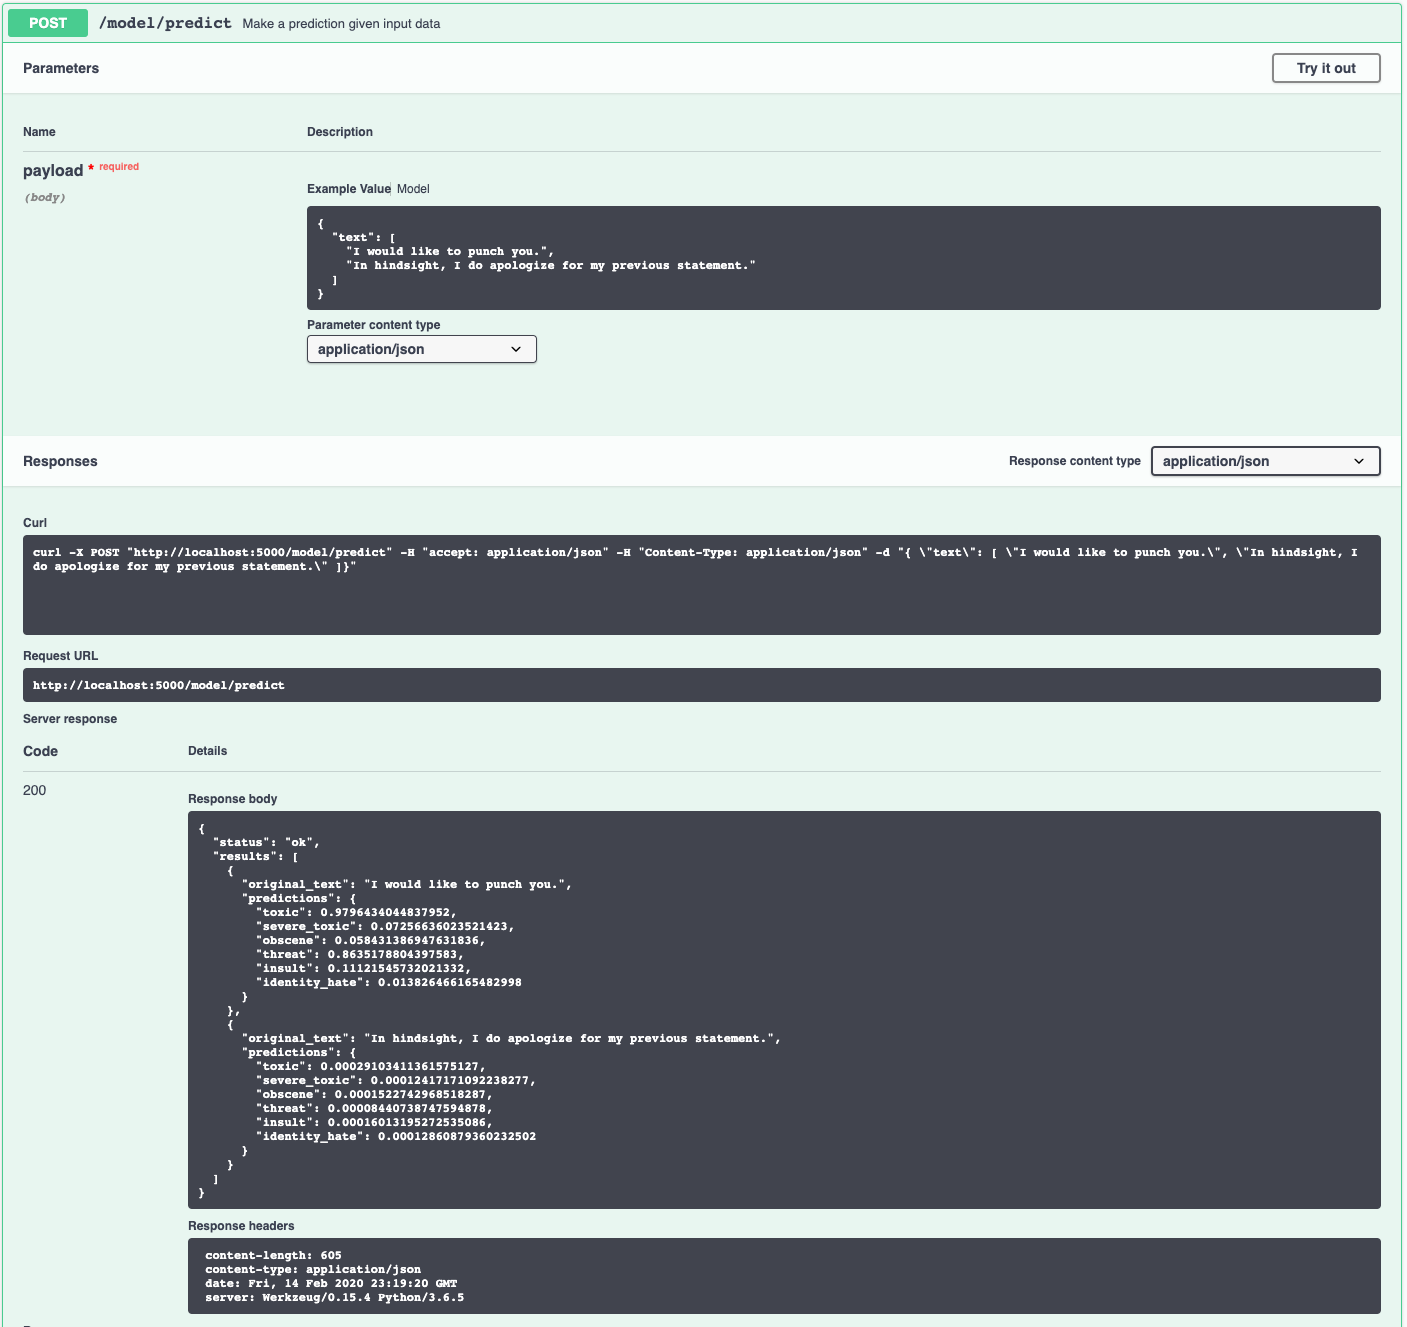 POST /model/predict Make a prediction given input data
Parameters
Try it out
Name Description
payload * required
(body)
Example Value Model
{
  "text": [
    "I would like to punch you.",
    "In hindsight, I do apologize for my previous statement."
  ]
}
Parameter content type
application/json
Responses
Response content type application/json
Curl
curl -X POST "http://localhost:5000/model/predict" -H "accept: application/json" -H "Content-Type: application/json" -d "{ \"text\": [ \"I would like to punch you.\", \"In hindsight, I
do apologize for my previous statement.\" ]}"
Request URL
http://localhost:5000/model/predict
Server response
Code Details
200
Response body
{
  "status": "ok",
  "results": [
    {
      "original_text": "I would like to punch you.",
      "predictions": {
        "toxic": 0.9796434044837952,
        "severe_toxic": 0.07256636023521423,
        "obscene": 0.058431386947631836,
        "threat": 0.8635178804397583,
        "insult": 0.11121545732021332,
        "identity_hate": 0.013826466165482998
      }
    },
    {
      "original_text": "In hindsight, I do apologize for my previous statement.",
      "predictions": {
        "toxic": 0.00029103411361575127,
        "severe_toxic": 0.00012417171092238277,
        "obscene": 0.0001522742968518287,
        "threat": 0.00008440738747594878,
        "insult": 0.00016013195272535086,
        "identity_hate": 0.00012860879360232502
      }
    }
  ]
}
Response headers
content-length: 605
content-type: application/json
date: Fri, 14 Feb 2020 23:19:20 GMT
server: Werkzeug/0.15.4 Python/3.6.5